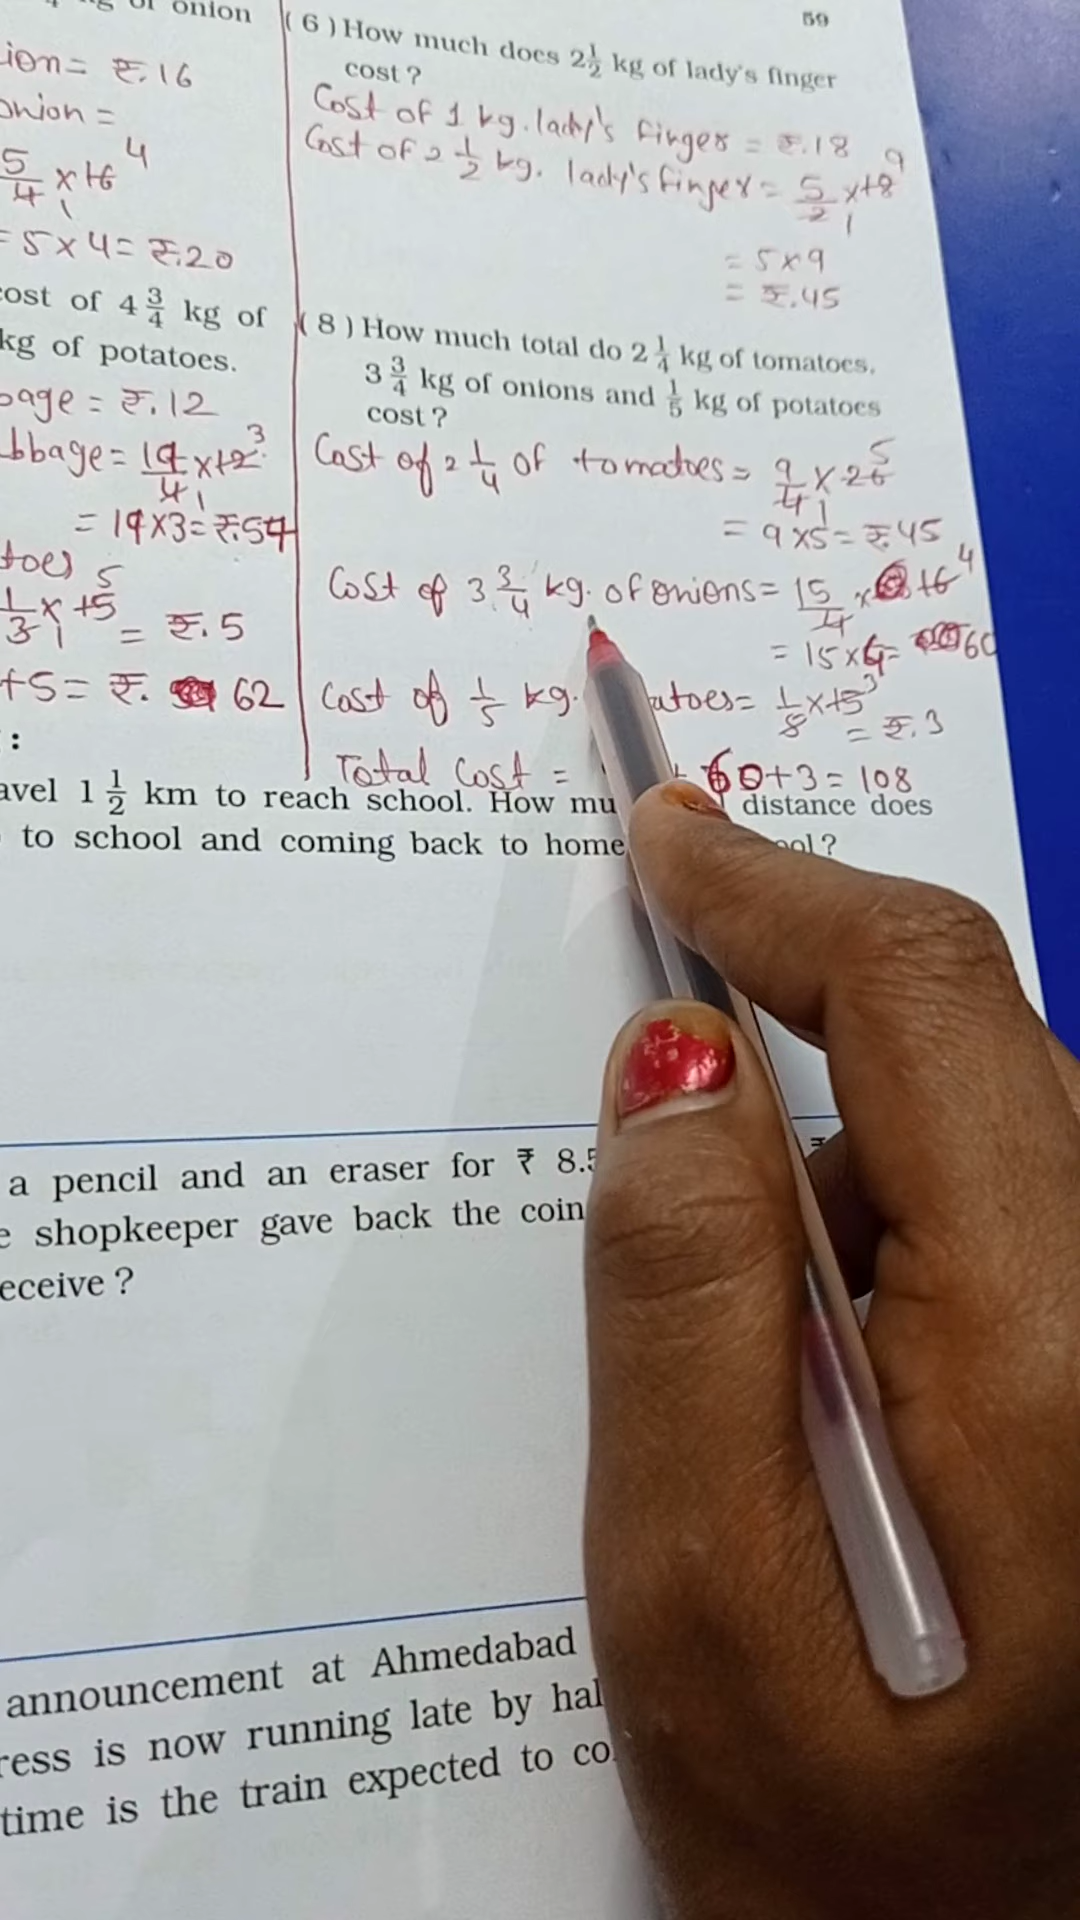 59
onion
ion = ₹.16
onion =
5/4 x 16 4
1
= 5 x 4 = ₹.20
cost of 4 3/4 kg of
kg of potatoes.
bage = ₹.12
bbage = 19/4 x 12 3
1
= 19 x 3 = ₹.57
toes
1/3 x 15 5
1 = ₹.5
+5 = ₹. 62
:
( 6 ) How much does 2 1/2 kg of lady's finger
cost ?
Cost of 1 kg. lady's finger = ₹.18
Cost of 2 1/2 kg. lady's finger = 5/2 x 18 9
1
= 5 x 9
= ₹.45
( 8 ) How much total do 2 1/4 kg of tomatoes,
3 3/4 kg of onions and 1/5 kg of potatoes
cost ?
Cost of 2 1/4 of tomatoes = 9/4 x 20 5
1
= 9 x 5 = ₹.45
Cost of 3 3/4 kg. of onions = 15/4 x 16 4
= 15 x 4 = 60
Cost of 1/5 kg. atoes = 1/5 x 15 3
= ₹.3
Total cost = + 60 + 3 = 108
avel 1 1/2 km to reach school. How mu distance does
to school and coming back to home ool ?
a pencil and an eraser for ₹ 8.5
e shopkeeper gave back the coin
eceive ?
announcement at Ahmedabad
ress is now running late by hal
time is the train expected to co